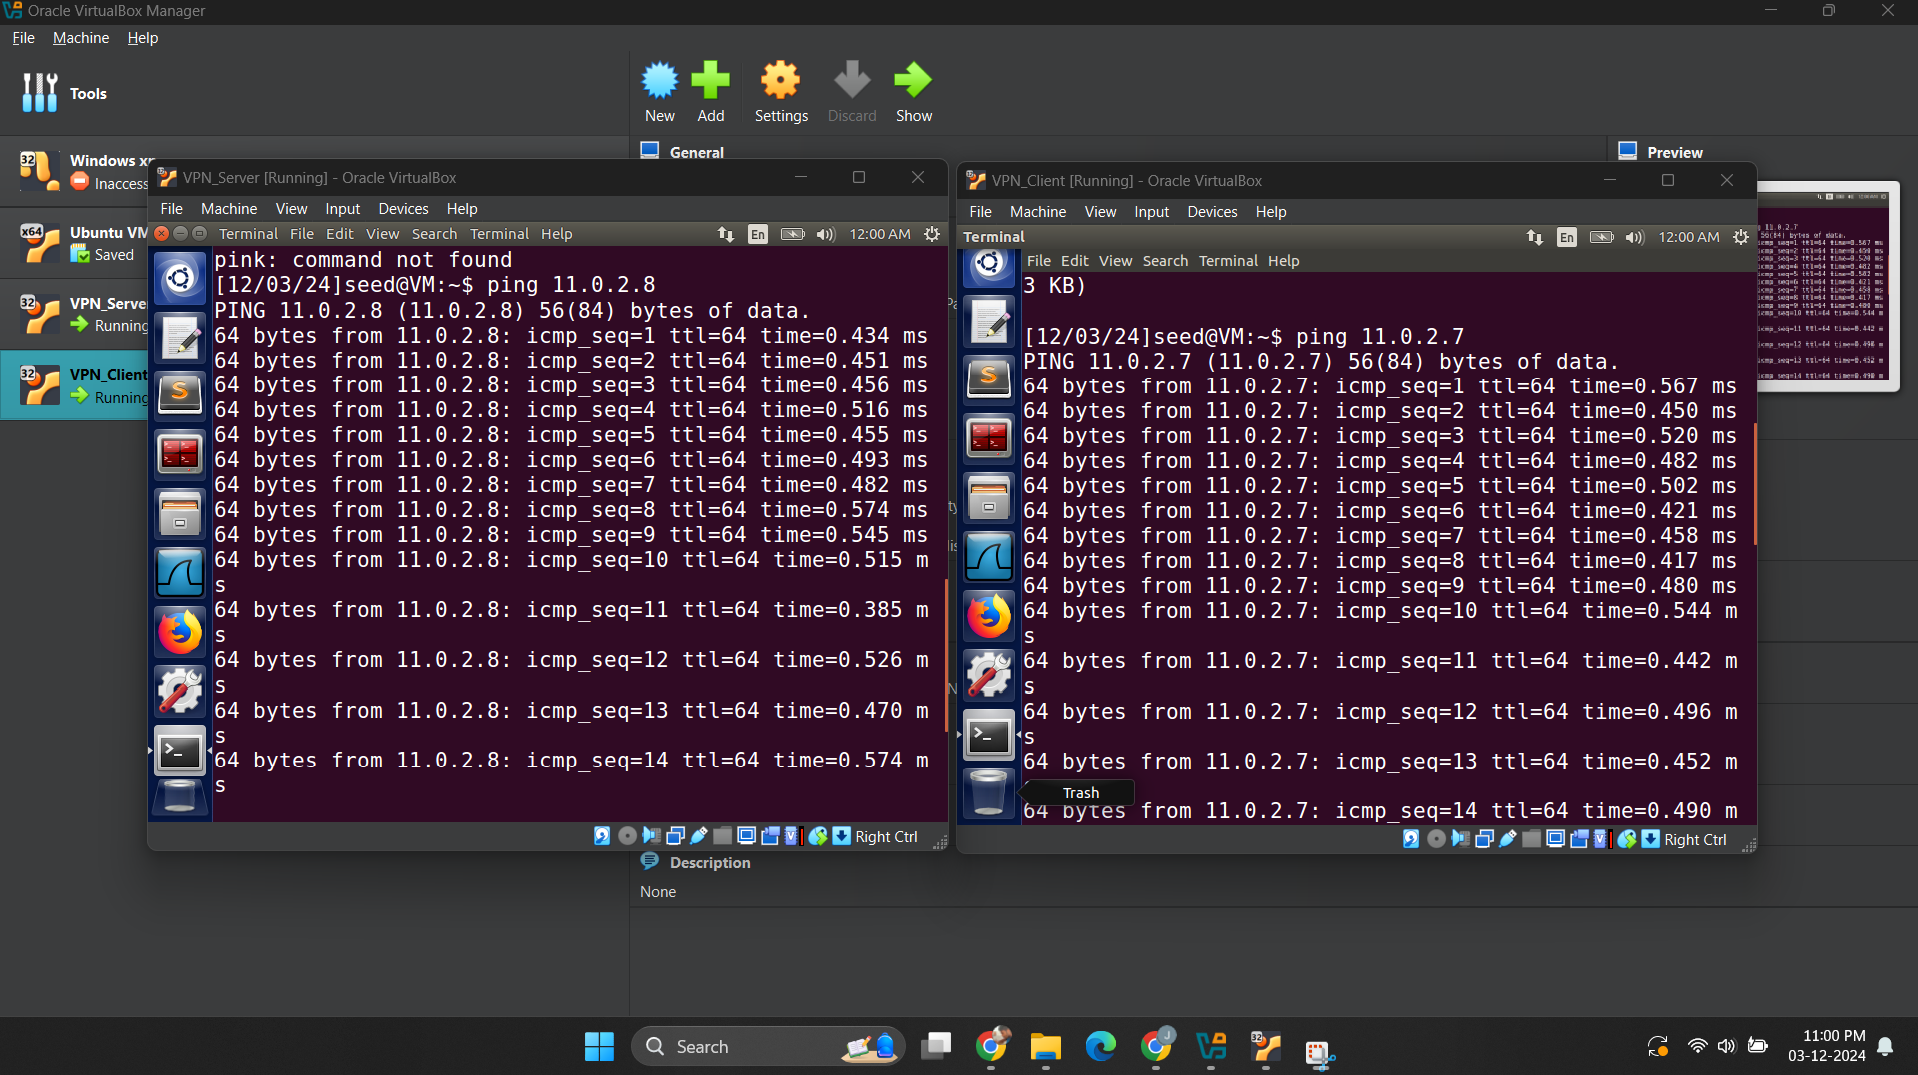 Oracle VirtualBox Manager
File Machine Help
Tools
New Add Settings Discard Show
General
Preview
32 Windows xp
Inaccess
x64 Ubuntu VM
Saved
32 VPN_Serve
Running
32 VPN_Client
Running
VPN_Server [Running] - Oracle VirtualBox
File Machine View Input Devices Help
Terminal File Edit View Search Terminal Help
En 12:00 AM
pink: command not found
[12/03/24]seed@VM:~$ ping 11.0.2.8
PING 11.0.2.8 (11.0.2.8) 56(84) bytes of data.
64 bytes from 11.0.2.8: icmp_seq=1 ttl=64 time=0.434 ms
64 bytes from 11.0.2.8: icmp_seq=2 ttl=64 time=0.451 ms
64 bytes from 11.0.2.8: icmp_seq=3 ttl=64 time=0.456 ms
64 bytes from 11.0.2.8: icmp_seq=4 ttl=64 time=0.516 ms
64 bytes from 11.0.2.8: icmp_seq=5 ttl=64 time=0.455 ms
64 bytes from 11.0.2.8: icmp_seq=6 ttl=64 time=0.493 ms
64 bytes from 11.0.2.8: icmp_seq=7 ttl=64 time=0.482 ms
64 bytes from 11.0.2.8: icmp_seq=8 ttl=64 time=0.574 ms
64 bytes from 11.0.2.8: icmp_seq=9 ttl=64 time=0.545 ms
64 bytes from 11.0.2.8: icmp_seq=10 ttl=64 time=0.515 m
s
64 bytes from 11.0.2.8: icmp_seq=11 ttl=64 time=0.385 m
s
64 bytes from 11.0.2.8: icmp_seq=12 ttl=64 time=0.526 m
s
64 bytes from 11.0.2.8: icmp_seq=13 ttl=64 time=0.470 m
s
64 bytes from 11.0.2.8: icmp_seq=14 ttl=64 time=0.574 m
s
Right Ctrl
VPN_Client [Running] - Oracle VirtualBox
File Machine View Input Devices Help
Terminal
En 12:00 AM
File Edit View Search Terminal Help
3 KB)
[12/03/24]seed@VM:~$ ping 11.0.2.7
PING 11.0.2.7 (11.0.2.7) 56(84) bytes of data.
64 bytes from 11.0.2.7: icmp_seq=1 ttl=64 time=0.567 ms
64 bytes from 11.0.2.7: icmp_seq=2 ttl=64 time=0.450 ms
64 bytes from 11.0.2.7: icmp_seq=3 ttl=64 time=0.520 ms
64 bytes from 11.0.2.7: icmp_seq=4 ttl=64 time=0.482 ms
64 bytes from 11.0.2.7: icmp_seq=5 ttl=64 time=0.502 ms
64 bytes from 11.0.2.7: icmp_seq=6 ttl=64 time=0.421 ms
64 bytes from 11.0.2.7: icmp_seq=7 ttl=64 time=0.458 ms
64 bytes from 11.0.2.7: icmp_seq=8 ttl=64 time=0.417 ms
64 bytes from 11.0.2.7: icmp_seq=9 ttl=64 time=0.480 ms
64 bytes from 11.0.2.7: icmp_seq=10 ttl=64 time=0.544 m
s
64 bytes from 11.0.2.7: icmp_seq=11 ttl=64 time=0.442 m
s
64 bytes from 11.0.2.7: icmp_seq=12 ttl=64 time=0.496 m
s
64 bytes from 11.0.2.7: icmp_seq=13 ttl=64 time=0.452 m
Trash
64 bytes from 11.0.2.7: icmp_seq=14 ttl=64 time=0.490 m
Right Ctrl
Description
None
Search
11:00 PM
03-12-2024